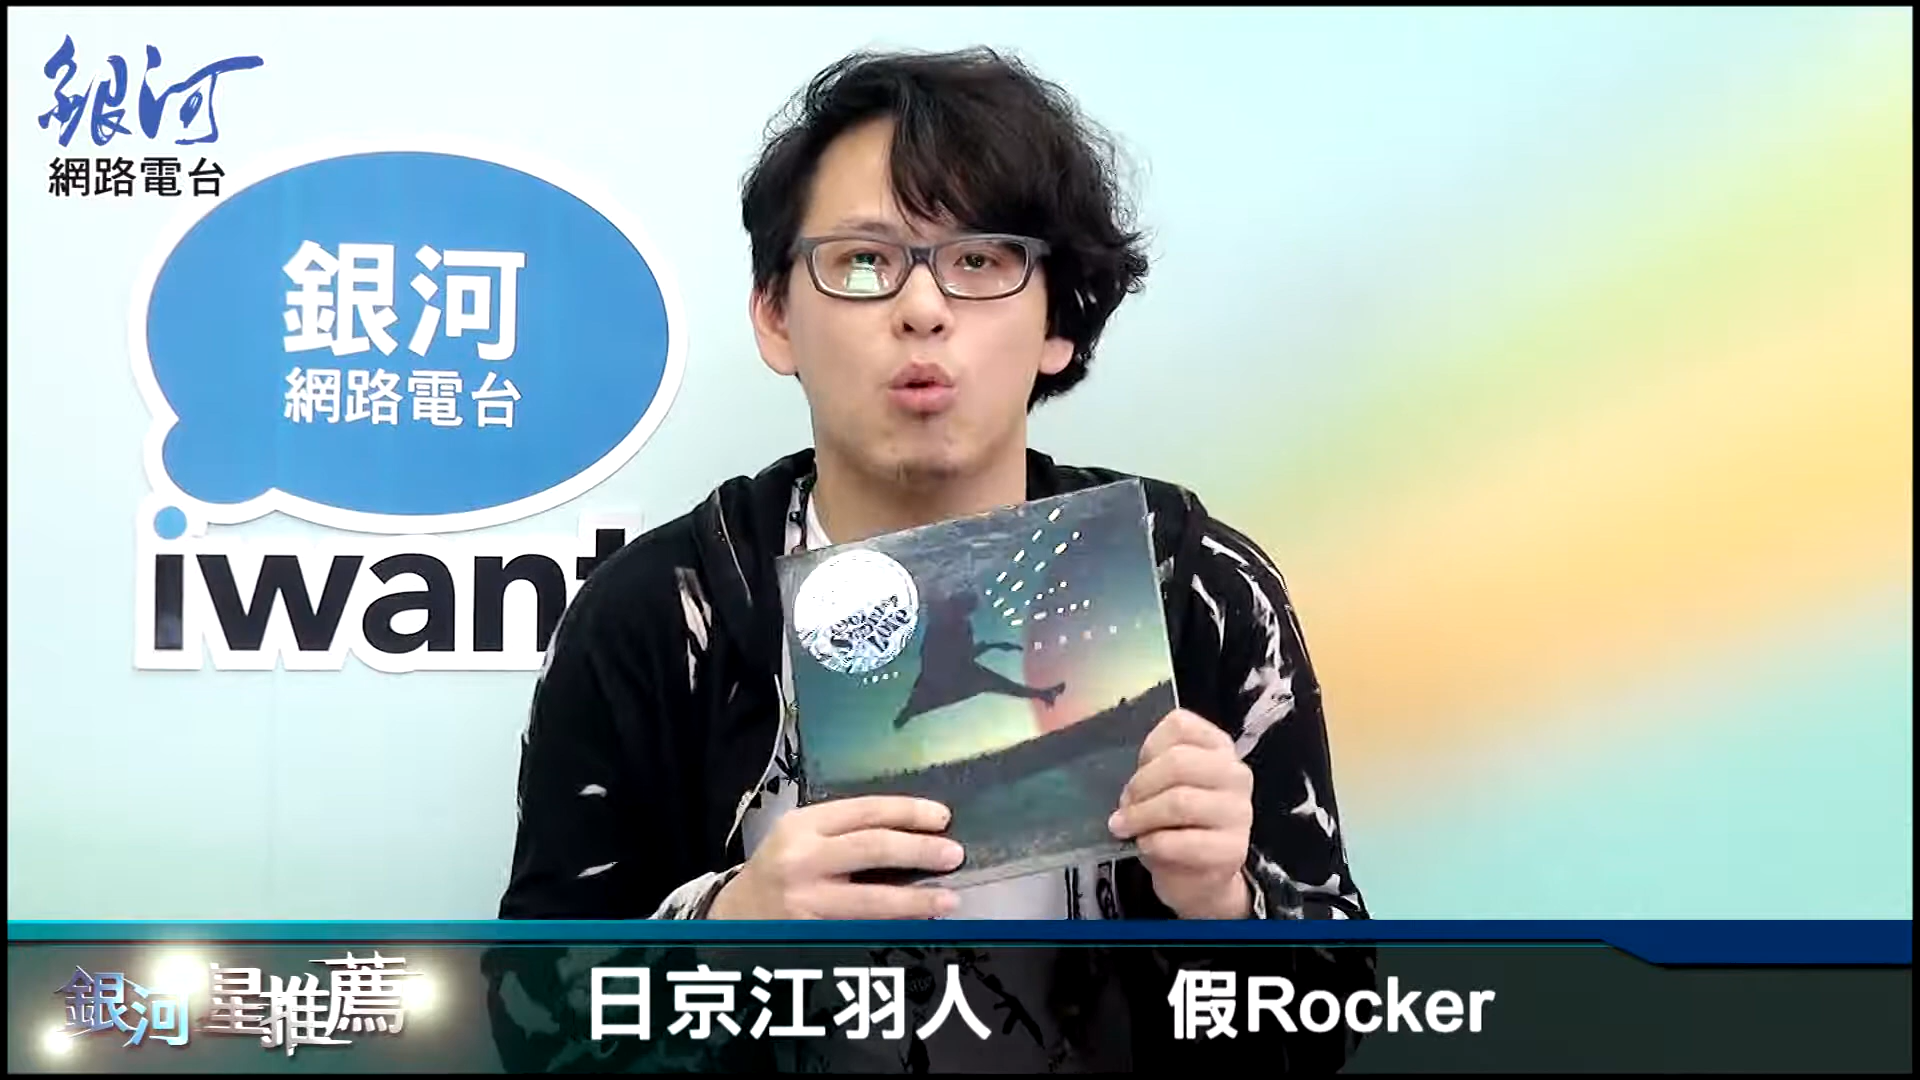 銀河
網路電台
銀河
網路電台
iwant
銀河 星推薦
日京江羽人 假Rocker